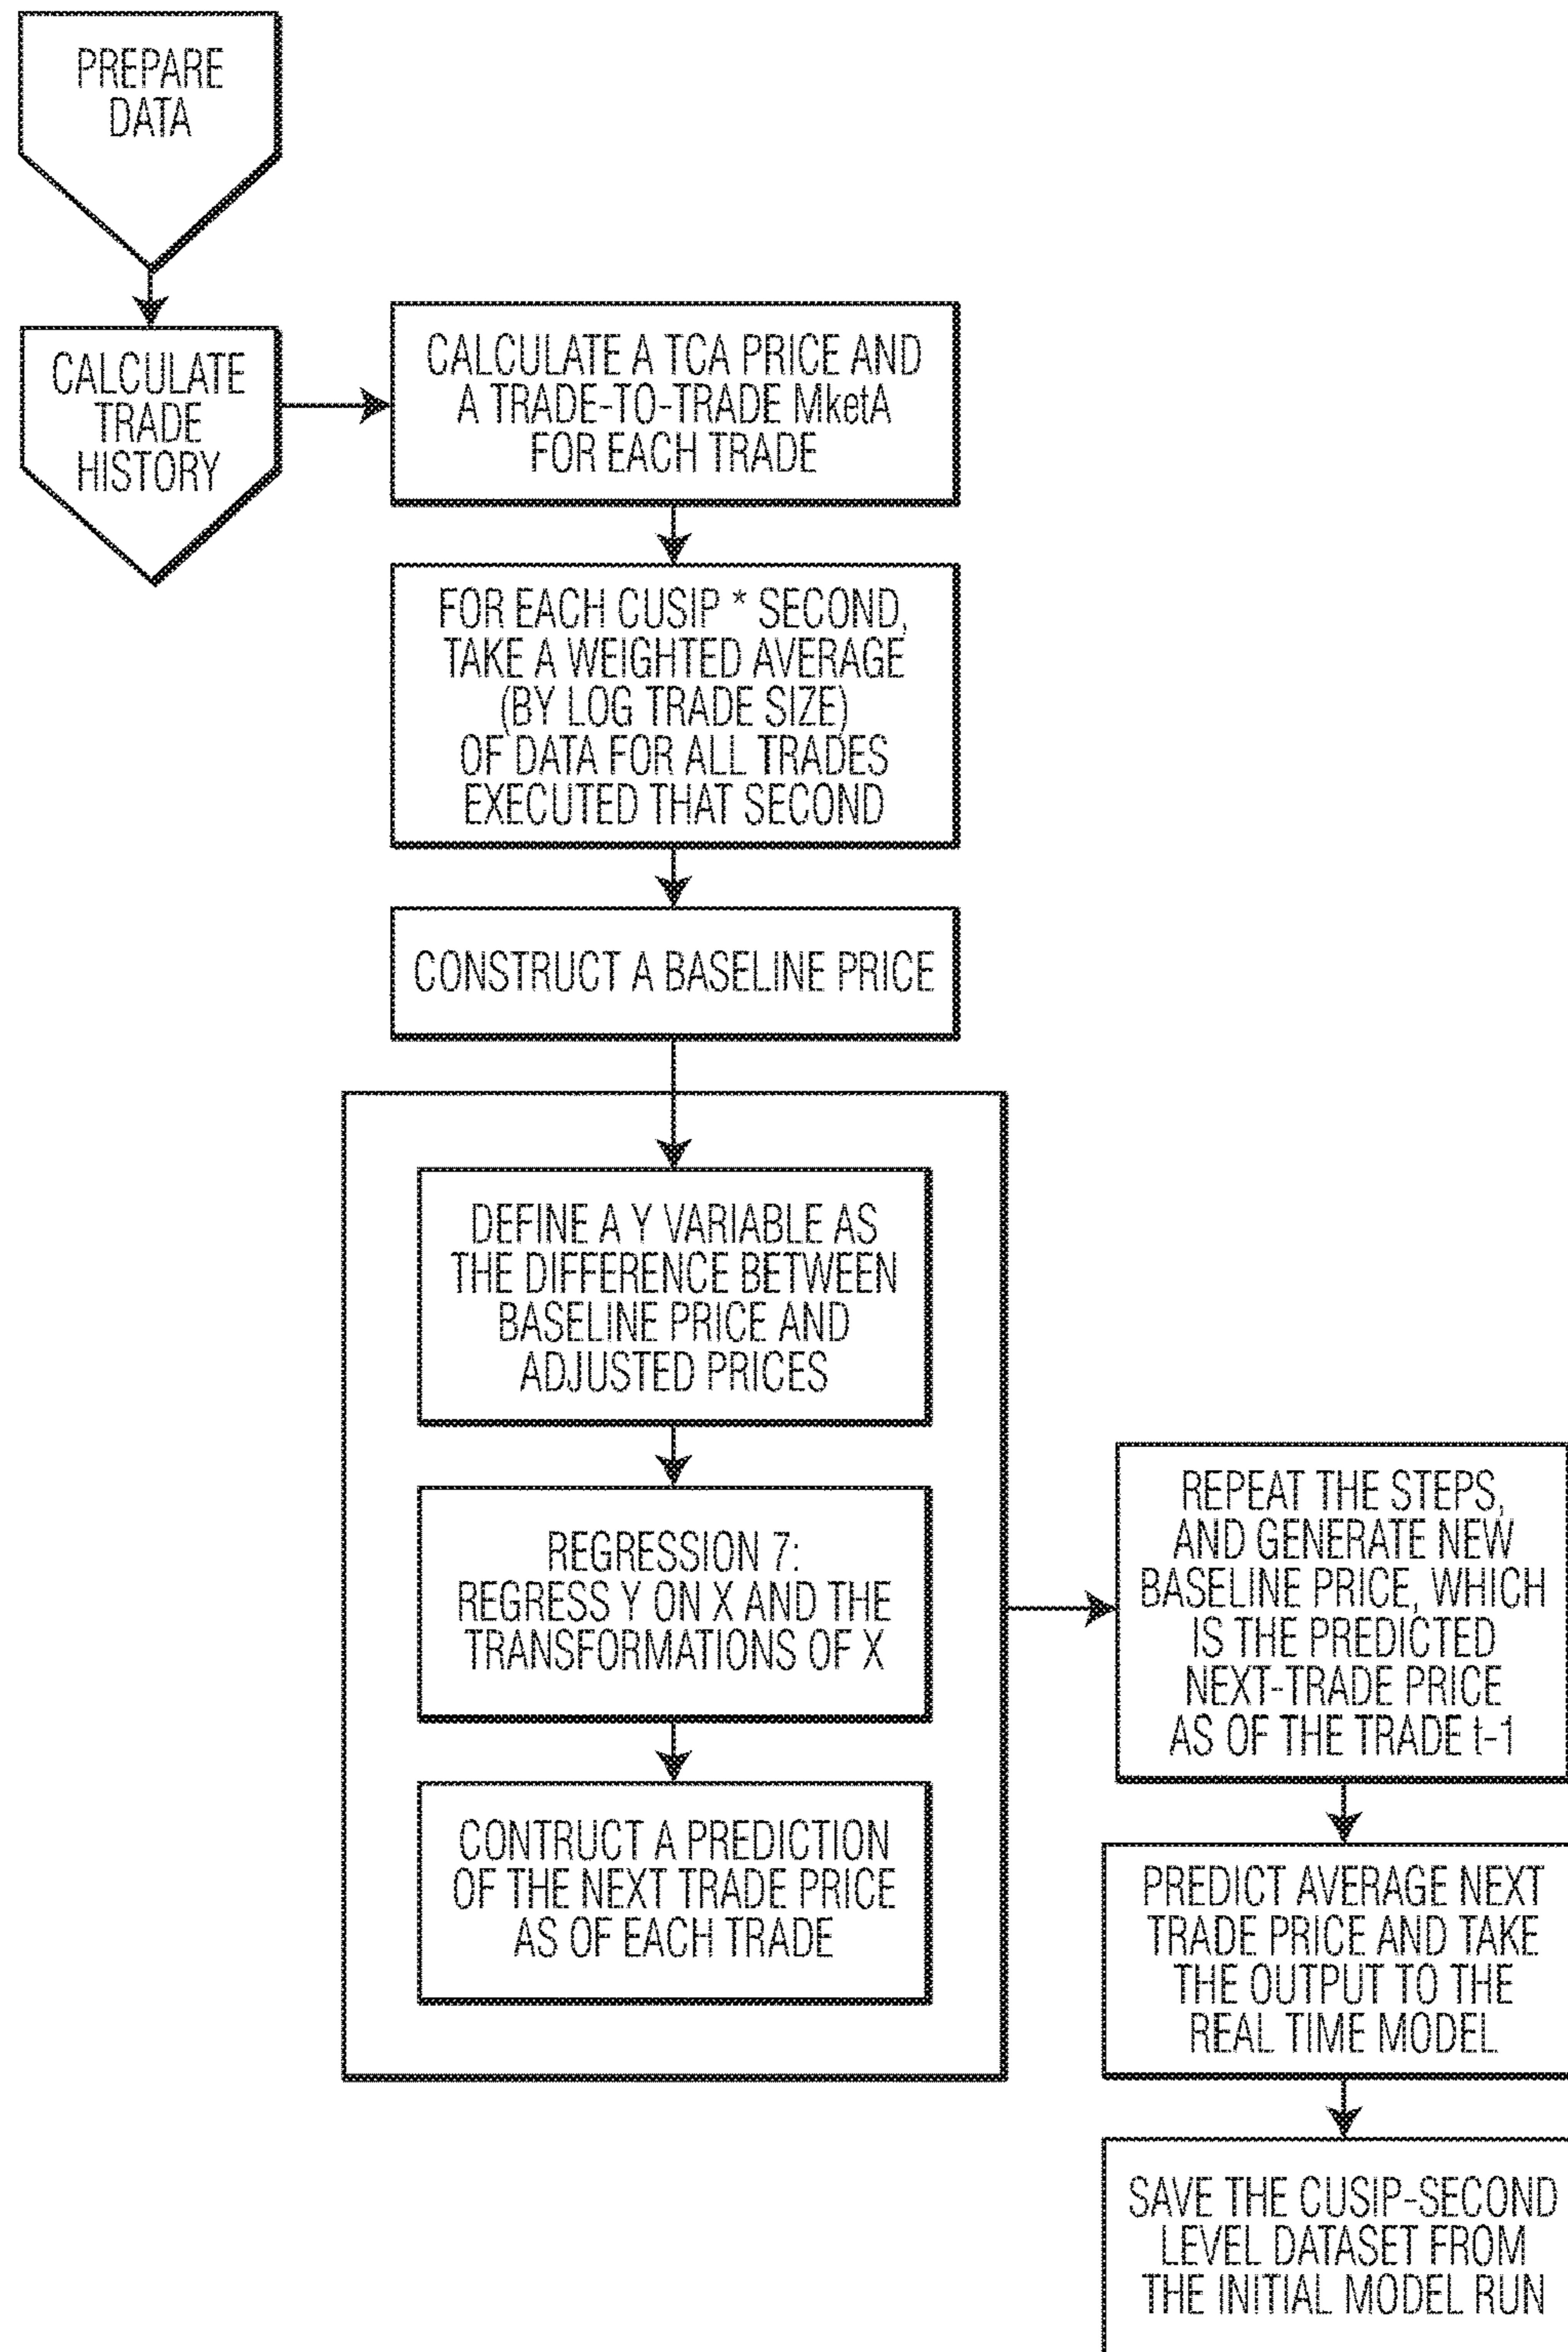 PREPARE
DATA
CALCULATE
TRADE
HISTORY
CALCULATE A TCA PRICE AND
A TRADE-TO-TRADE MketA
FOR EACH TRADE
FOR EACH CUSIP * SECOND,
TAKE A WEIGHTED AVERAGE
(BY LOG TRADE SIZE)
OF DATA FOR ALL TRADES
EXECUTED THAT SECOND
CONSTRUCT A BASELINE PRICE
DEFINE A Y VARIABLE AS
THE DIFFERENCE BETWEEN
BASELINE PRICE AND
ADJUSTED PRICES
REGRESSION 7:
REGRESS Y ON X AND THE
TRANSFORMATIONS OF X
CONTRUCT A PREDICTION
OF THE NEXT TRADE PRICE
AS OF EACH TRADE
REPEAT THE STEPS,
AND GENERATE NEW
BASELINE PRICE, WHICH
IS THE PREDICTED
NEXT-TRADE PRICE
AS OF THE TRADE t-1
PREDICT AVERAGE NEXT
TRADE PRICE AND TAKE
THE OUTPUT TO THE
REAL TIME MODEL
SAVE THE CUSIP-SECOND
LEVEL DATASET FROM
THE INITIAL MODEL RUN